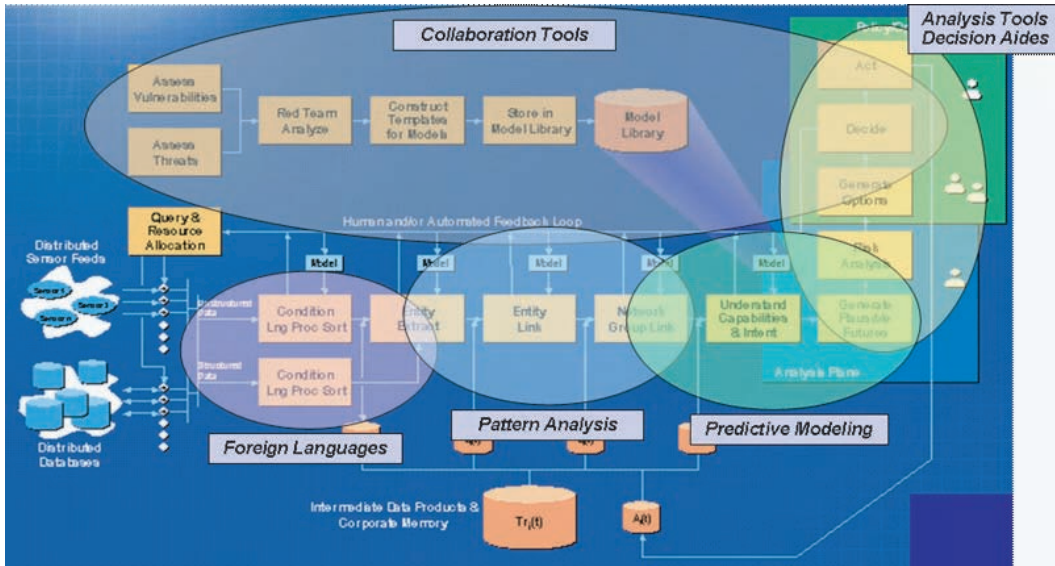 Collaboration Tools
Analysis Tools
Decision Aides
Assess
Vulnerabilities
Assess
Threats
Red Team
Analyze
Construct
Templates
for Models
Store in
Model Library
Model
Library
Act
Decide
Generate
Options
Risk
Analysis
Query &
Resource
Allocation
Human and/or Automated Feedback Loop
Distributed
Sensor Feeds
Model
Model
Model
Model
Model
Unstructured
Data
Condition
Lng Proc Sort
Entity
Extract
Entity
Link
Network
Group Link
Understand
Capabilities
& Intent
Generate
Plausible
Futures
Structured
Data
Condition
Lng Proc Sort
Analysis Plane
Distributed
Databases
Foreign Languages
Pattern Analysis
Predictive Modeling
Intermediate Data Products &
Corporate Memory